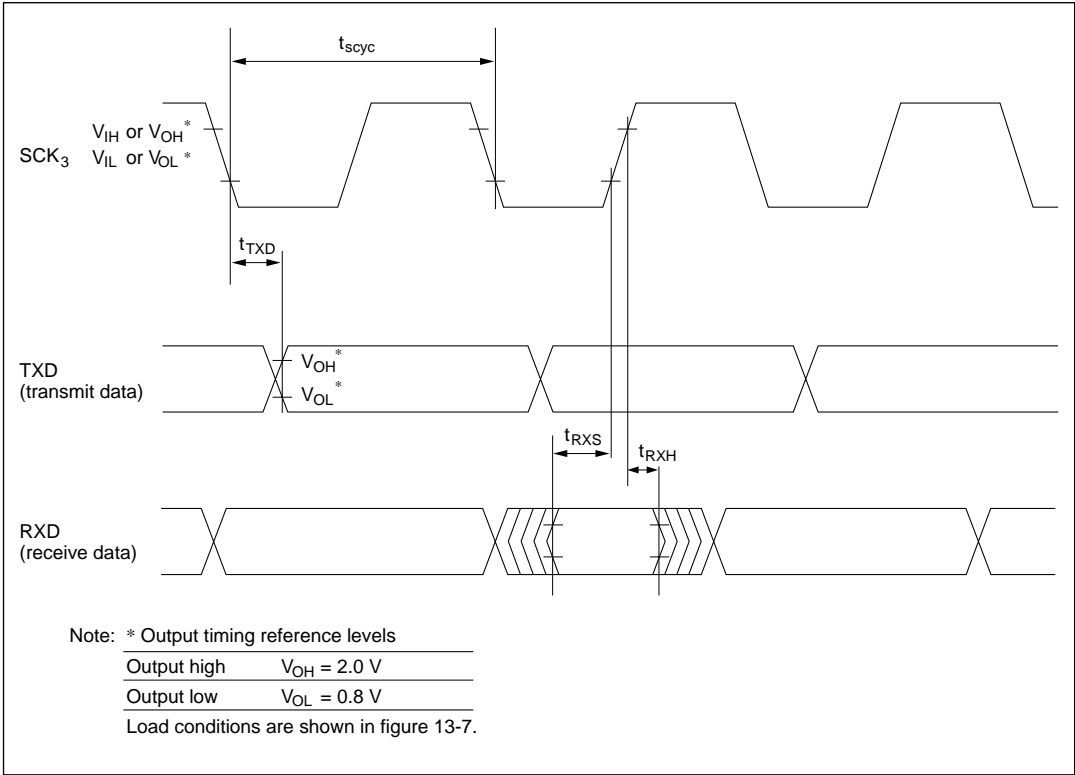 tscyc
VIH or VOH*
SCK3 VIL or VOL*
tTXD
TXD
(transmit data)
VOH*
VOL*
tRXS
tRXH
RXD
(receive data)
Note: * Output timing reference levels
Output high VOH = 2.0 V
Output low VOL = 0.8 V
Load conditions are shown in figure 13-7.